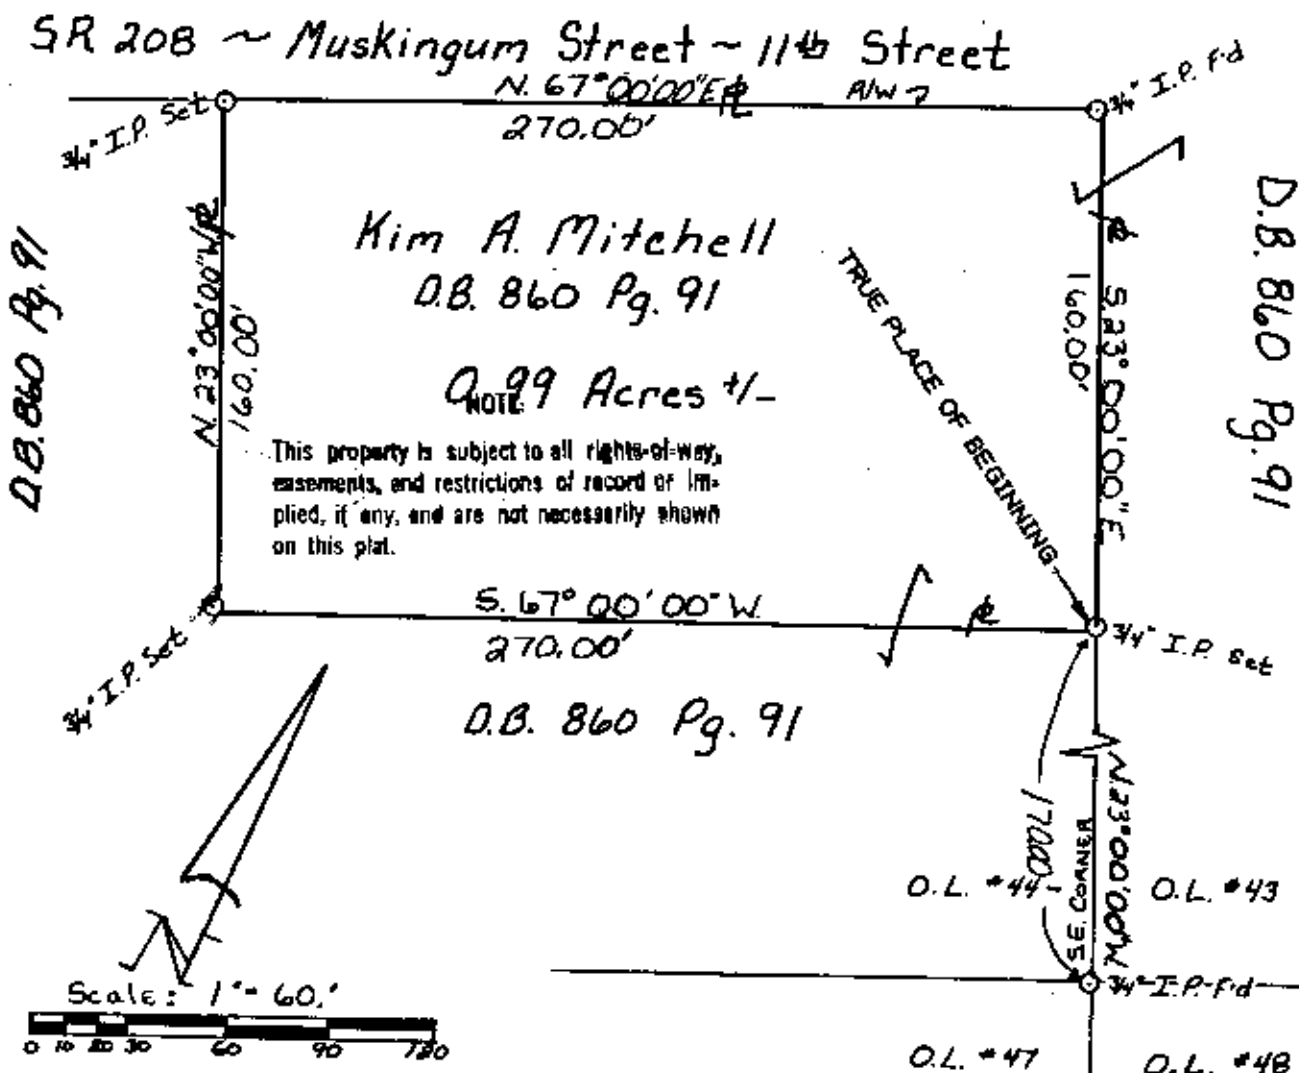 SR 208 ~ Muskingum Street ~ 11th Street
N. 67°00'00"E ⅊ R/W
270.00'
3/4" I.P. Set
3/4" I.P. F'd
N. 23°00'00"W ⅊
160.00'
D.B. 860 Pg. 91
Kim A. Mitchell
D.B. 860 Pg. 91
0.99 Acres +/-
NOTE:
This property is subject to all rights-of-way,
easements, and restrictions of record or im-
plied, if any, and are not necessarily shown
on this plat.
TRUE PLACE OF BEGINNING
⅊
S. 23°00'00"E
160.00'
D.B. 860 Pg. 91
S. 67°00'00"W.
⅊
270.00'
3/4" I.P. Set
3/4" I.P. Set
D.B. 860 Pg. 91
N. 23°00'00"W
170.00'
S.E. CORNER
O.L. #44
O.L. #43
3/4" I.P. F'd
N
Scale: 1"= 60.'
0 10 20 30 60 90 120
O.L. #47
O.L. #48